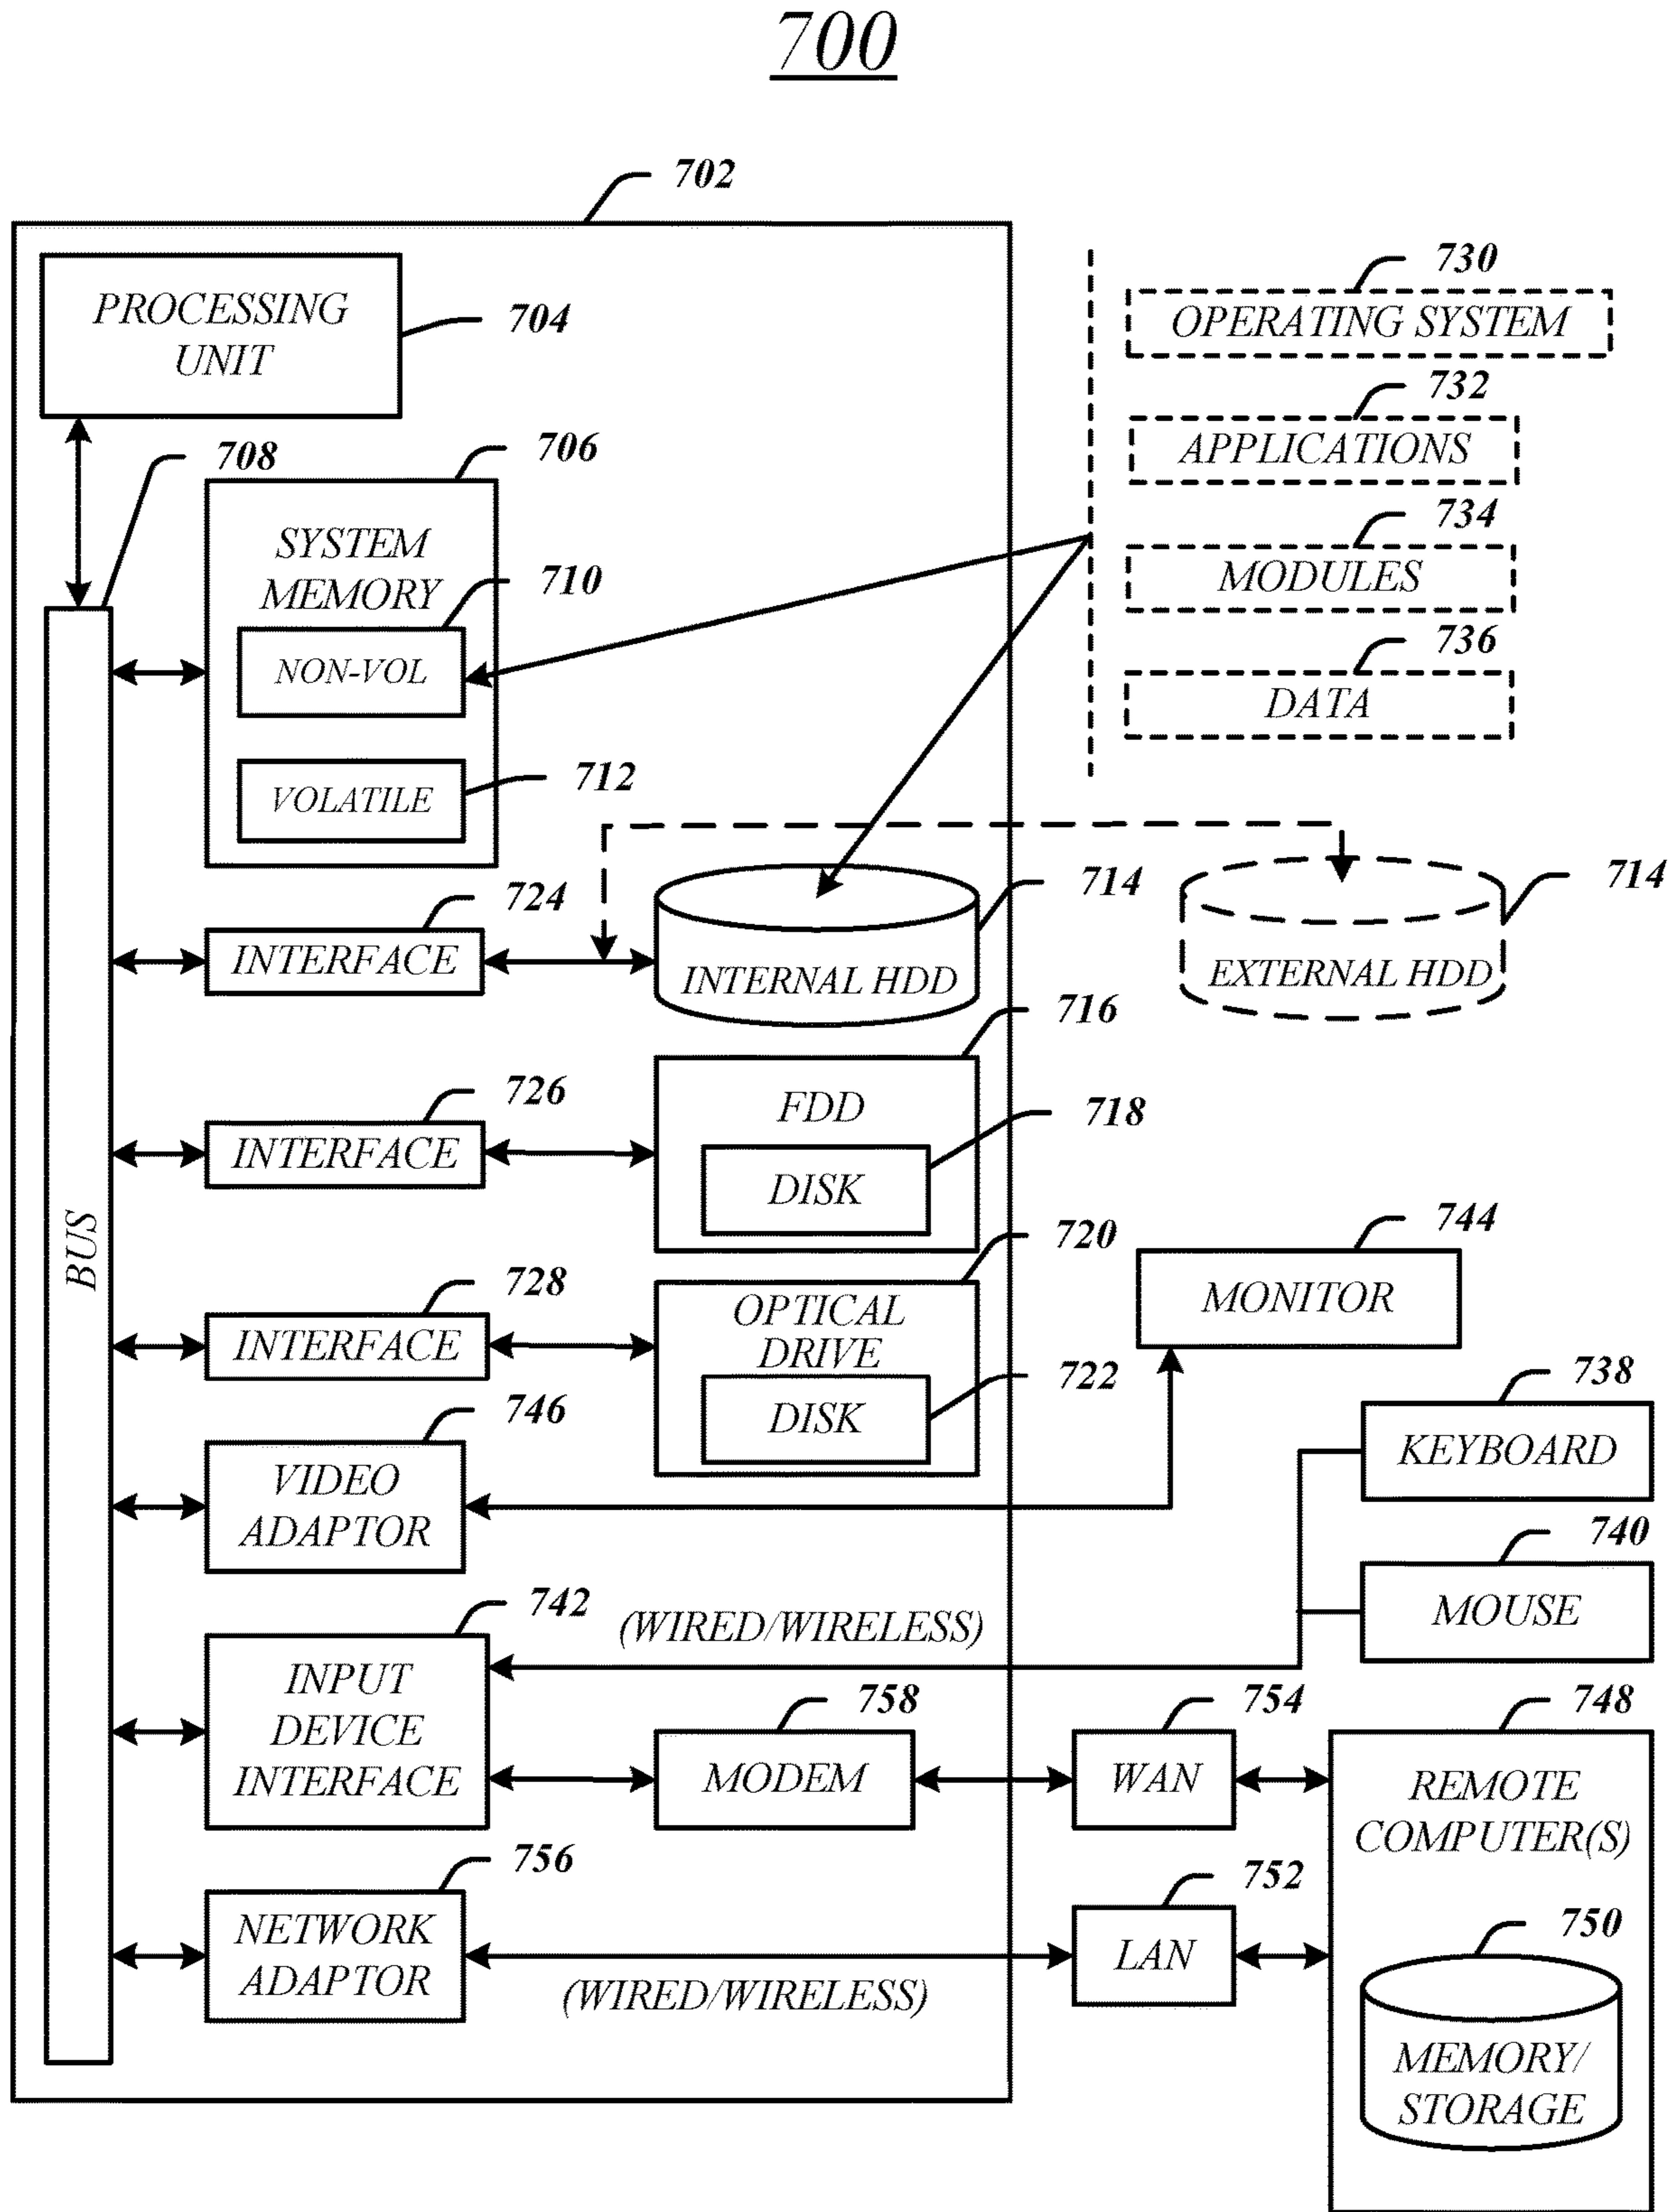 700
702
PROCESSING
UNIT
704
730
OPERATING SYSTEM
732
APPLICATIONS
734
MODULES
736
DATA
708
706
SYSTEM
MEMORY
710
NON-VOL
712
VOLATILE
724
INTERFACE
714
INTERNAL HDD
714
EXTERNAL HDD
716
726
INTERFACE
FDD
718
DISK
BUS
720
728
INTERFACE
OPTICAL
DRIVE
722
DISK
744
MONITOR
746
VIDEO
ADAPTOR
738
KEYBOARD
740
MOUSE
742
(WIRED/WIRELESS)
INPUT
DEVICE
INTERFACE
758
MODEM
754
WAN
748
REMOTE
COMPUTER(S)
756
NETWORK
ADAPTOR
(WIRED/WIRELESS)
752
LAN
750
MEMORY/
STORAGE